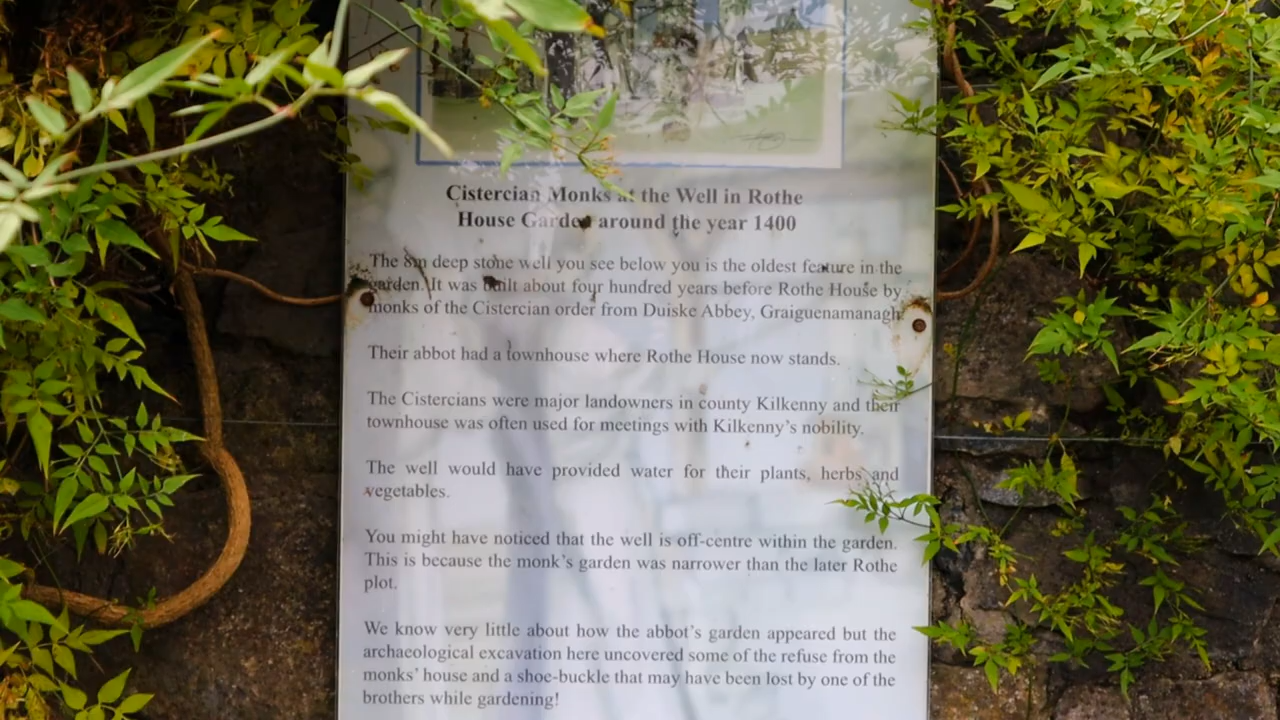 Cistercian Monks at the Well in Rothe
House Garden around the year 1400
The 8m deep stone well you see below you is the oldest feature in the
garden. It was built about four hundred years before Rothe House by
monks of the Cistercian order from Duiske Abbey, Graiguenamanagh
Their abbot had a townhouse where Rothe House now stands.
The Cistercians were major landowners in county Kilkenny and their
townhouse was often used for meetings with Kilkenny's nobility.
The well would have provided water for their plants, herbs and
vegetables.
You might have noticed that the well is off-centre within the garden.
This is because the monk's garden was narrower than the later Rothe
plot.
We know very little about how the abbot's garden appeared but the
archaeological excavation here uncovered some of the refuse from the
monks' house and a shoe-buckle that may have been lost by one of the
brothers while gardening!